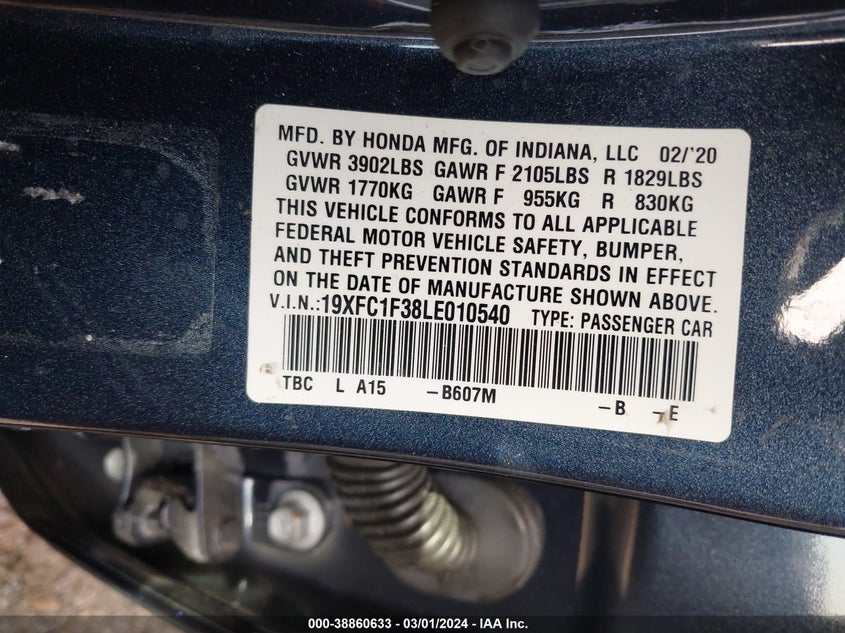 MFD. BY HONDA MFG. OF INDIANA, LLC 02/'20
GVWR 3902LBS GAWR F 2105LBS R 1829LBS
GVWR 1770KG GAWR F 955KG R 830KG
THIS VEHICLE CONFORMS TO ALL APPLICABLE
FEDERAL MOTOR VEHICLE SAFETY, BUMPER,
AND THEFT PREVENTION STANDARDS IN EFFECT
ON THE DATE OF MANUFACTURE SHOWN ABOVE.
V.I.N.:19XFC1F38LE010540 TYPE: PASSENGER CAR
TBC L A15 -B607M -B -E
000-38860633 - 03/01/2024 - IAA Inc.